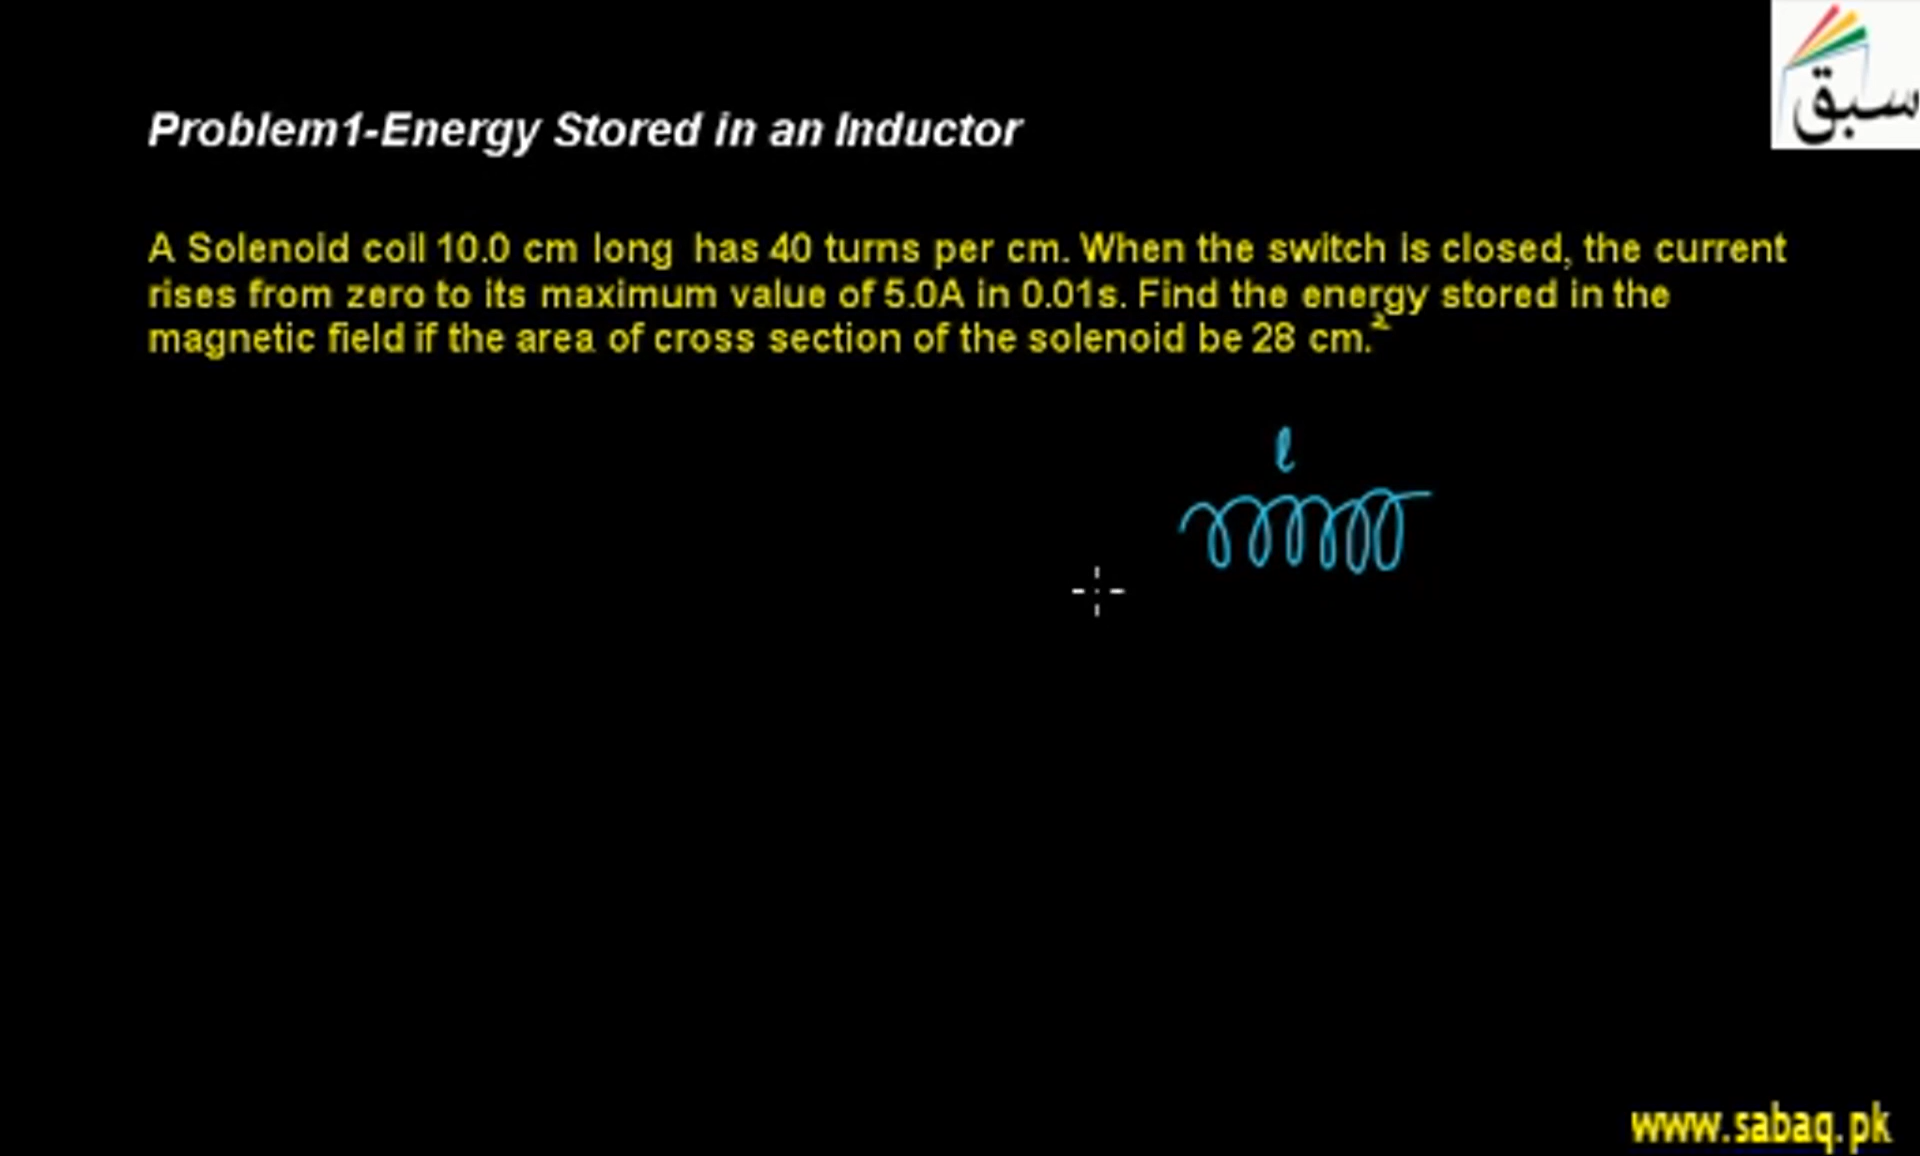 سبق
Problem1-Energy Stored in an Inductor
A Solenoid coil 10.0 cm long has 40 turns per cm. When the switch is closed, the current
rises from zero to its maximum value of 5.0A in 0.01s. Find the energy stored in the
magnetic field if the area of cross section of the solenoid be 28 cm.²
l
www.sabaq.pk